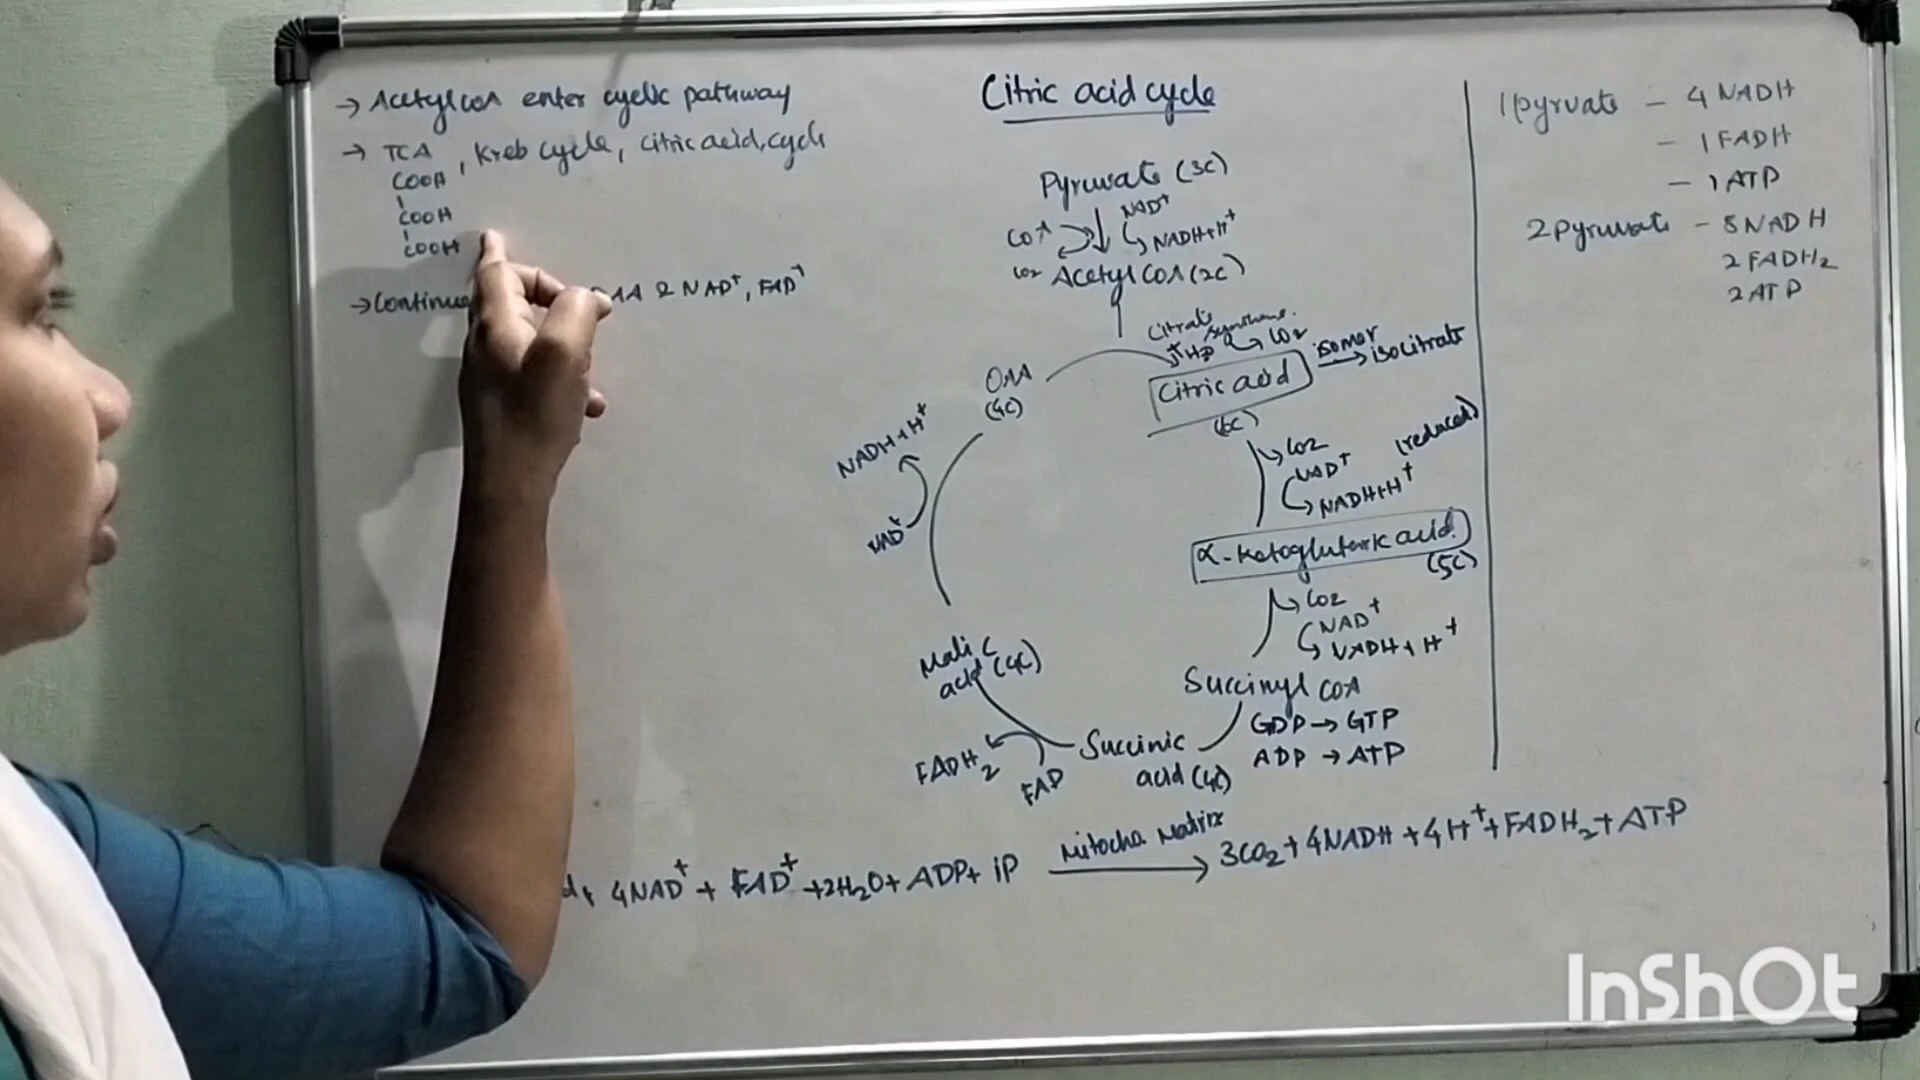 → Acetyl coA enter cyclic pathway
→ TCA, Kreb cycle, citric acid, cycle
COOH
COOH
COOH
→ Continue OAA & NAD+, FAD+
Citric acid cycle
Pyruvate (3C)
NAD+
COA
NADH+H+
CO2 Acetyl COA (2C)
Citrate synthase.
H2O CO2
OAA
(4C)
Citric acid
isomer → isocitrate
(6C)
CO2
NAD+ (reduced)
NADH+H+
α-ketoglutaric acid.
(5C)
CO2
NAD+
NADH+H+
Succinyl COA
GDP → GTP
ADP → ATP
Succinic acid (4C)
FAD
FADH2
Malic acid (4C)
NAD+
NADH+H+
4NAD+ + FAD+ + 2H2O + ADP + iP
Mitocho Matrix
→ 3CO2 + 4NADH + 4H+ + FADH2 + ATP
1 pyruvate - 4 NADH
- 1 FADH
- 1 ATP
2 pyruvate - 8 NADH
2 FADH2
2 ATP
InShOt